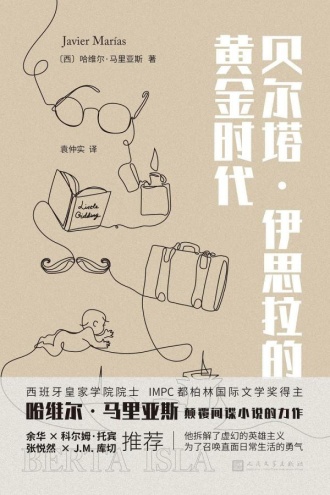 Javier Marías
〔西〕哈维尔·马里亚斯 著
贝尔塔·伊思拉的
黄金时代
袁仲实 译
Little
Gidding
西班牙皇家学院院士 IMPC都柏林国际文学奖得主
哈维尔·马里亚斯 颠覆间谍小说的力作
余华 × 科尔姆·托宾
张悦然 × J.M. 库切
推荐
他拆解了虚幻的英雄主义
为了召唤直面日常生活的勇气
BERTA ISLA
人民文学出版社